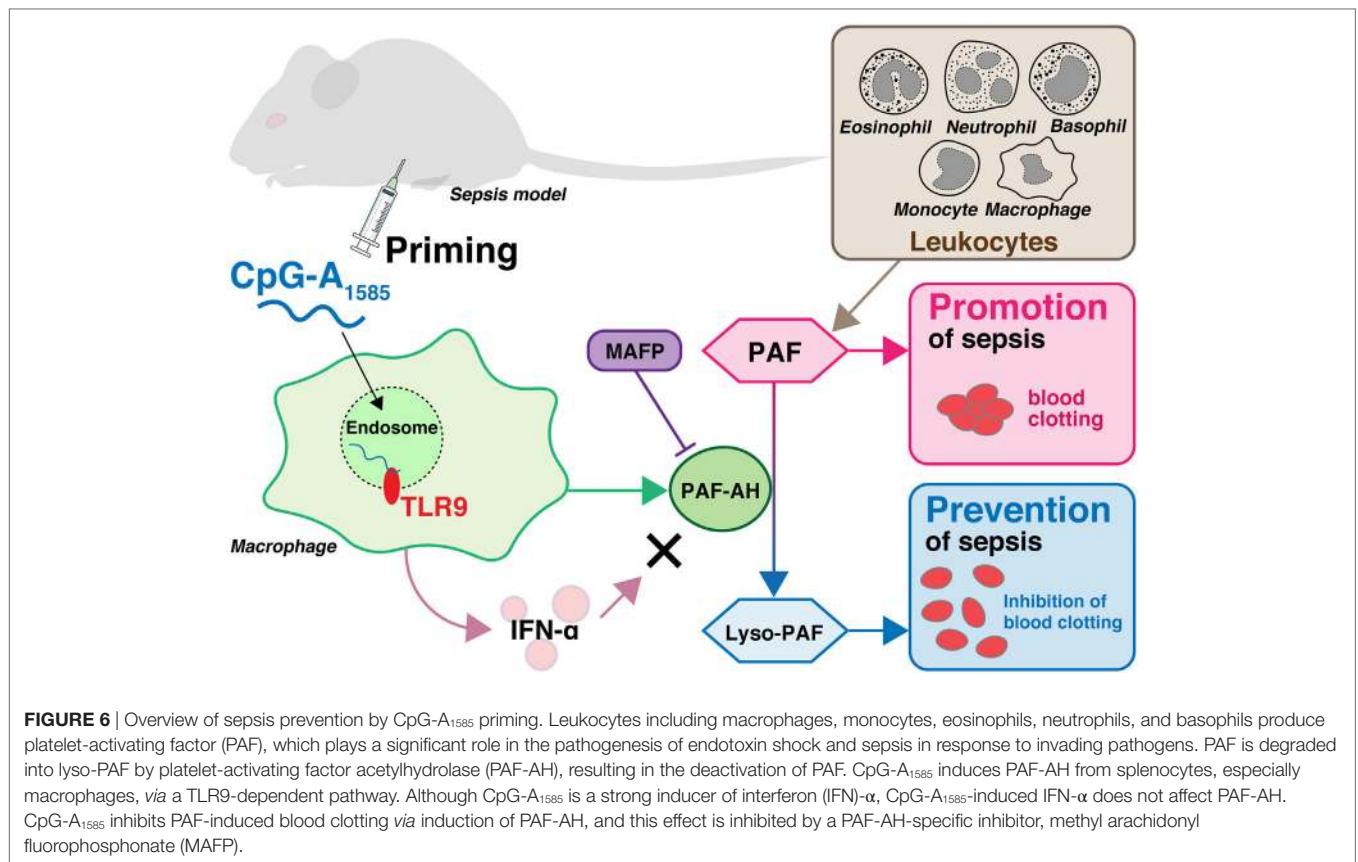 Eosinophil Neutrophil Basophil
Monocyte Macrophage
Leukocytes
Sepsis model
Priming
CpG-A1585
Endosome
TLR9
Macrophage
IFN-α
MAFP
PAF-AH
PAF
Lyso-PAF
Promotion
of sepsis
blood
clotting
Prevention
of sepsis
Inhibition of
blood clotting
FIGURE 6 | Overview of sepsis prevention by CpG-A1585 priming. Leukocytes including macrophages, monocytes, eosinophils, neutrophils, and basophils produce
platelet-activating factor (PAF), which plays a significant role in the pathogenesis of endotoxin shock and sepsis in response to invading pathogens. PAF is degraded
into lyso-PAF by platelet-activating factor acetylhydrolase (PAF-AH), resulting in the deactivation of PAF. CpG-A1585 induces PAF-AH from splenocytes, especially
macrophages, via a TLR9-dependent pathway. Although CpG-A1585 is a strong inducer of interferon (IFN)-α, CpG-A1585-induced IFN-α does not affect PAF-AH.
CpG-A1585 inhibits PAF-induced blood clotting via induction of PAF-AH, and this effect is inhibited by a PAF-AH-specific inhibitor, methyl arachidonyl
fluorophosphonate (MAFP).